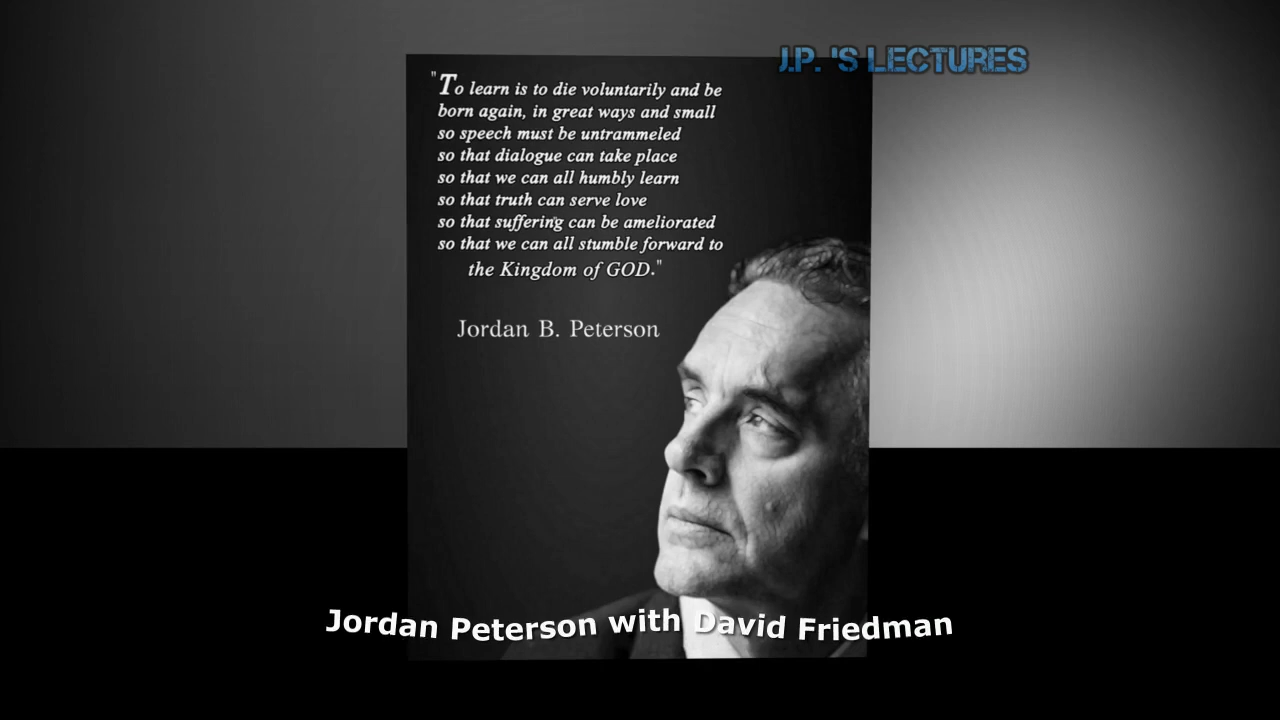 J.P. 'S LECTURES
"To learn is to die voluntarily and be
born again, in great ways and small
so speech must be untrammeled
so that dialogue can take place
so that we can all humbly learn
so that truth can serve love
so that suffering can be ameliorated
so that we can all stumble forward to
the Kingdom of GOD."
Jordan B. Peterson
Jordan Peterson with David Friedman